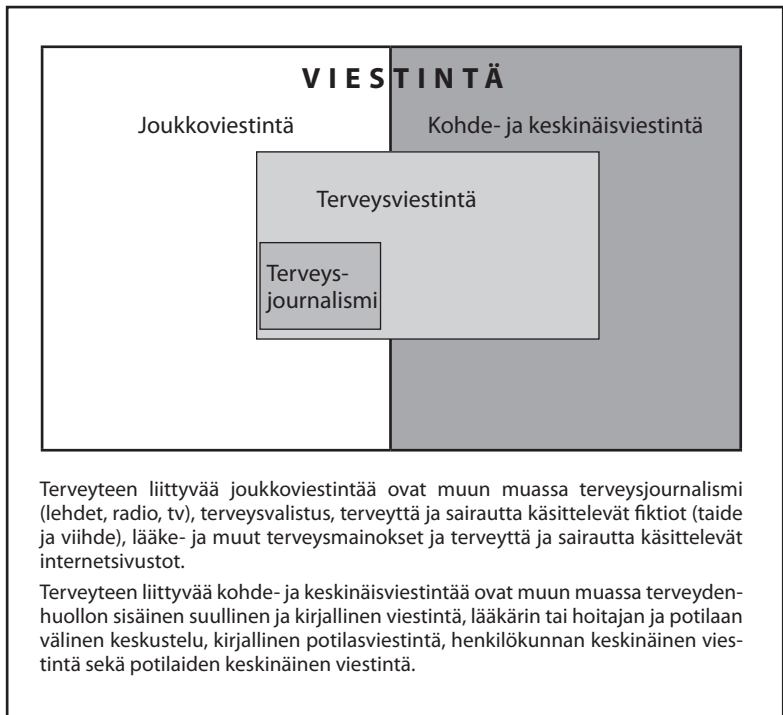 VIESTINTÄ
Joukkoviestintä
Kohde- ja keskinäisviestintä
Terveysviestintä
Terveys-
journalismi
Terveyteen liittyvää joukkoviestintää ovat muun muassa terveysjournalismi
(lehdet, radio, tv), terveysvalistus, terveyttä ja sairautta käsittelevät fiktiot (taide
ja viihde), lääke- ja muut terveysmainokset ja terveyttä ja sairautta käsittelevät
internetsivustot.
Terveyteen liittyvää kohde- ja keskinäisviestintää ovat muun muassa terveyden-
huollon sisäinen suullinen ja kirjallinen viestintä, lääkärin tai hoitajan ja potilaan
välinen keskustelu, kirjallinen potilasviestintä, henkilökunnan keskinäinen vies-
tintä sekä potilaiden keskinäinen viestintä.